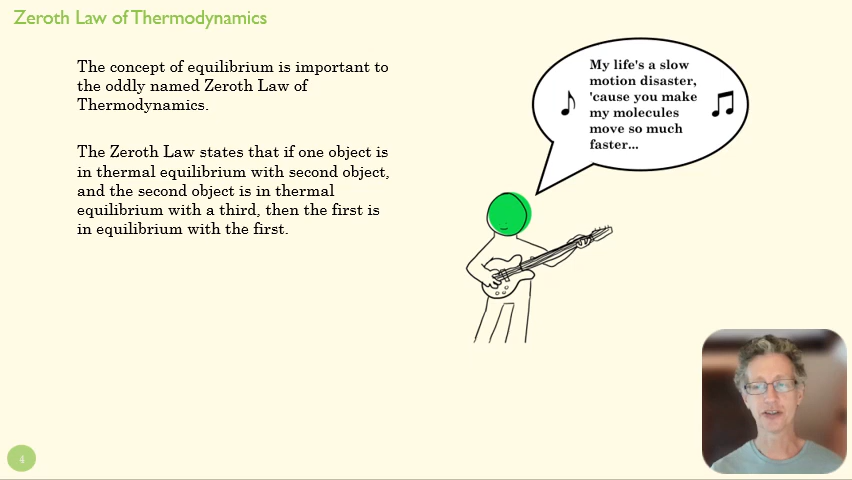 Zeroth Law of Thermodynamics
The concept of equilibrium is important to
the oddly named Zeroth Law of
Thermodynamics.
The Zeroth Law states that if one object is
in thermal equilibrium with second object,
and the second object is in thermal
equilibrium with a third, then the first is
in equilibrium with the first.
My life's a slow
motion disaster,
'cause you make
my molecules
move so much
faster...
4